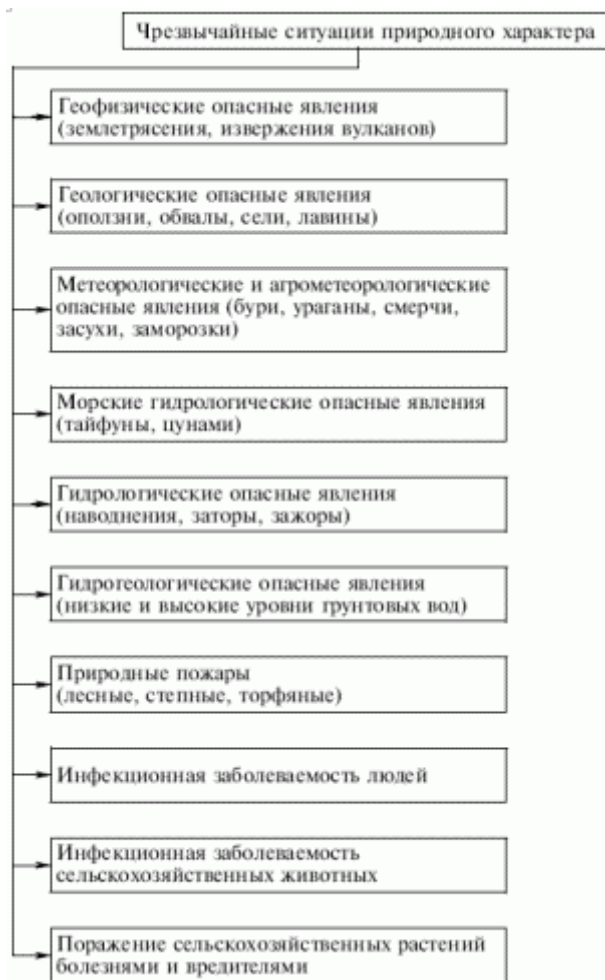 Чрезвычайные ситуации природного характера
Геофизические опасные явления
(землетрясения, извержения вулканов)
Геологические опасные явления
(оползни, обвалы, сели, лавины)
Метеорологические и агрометеорологические
опасные явления (бури, ураганы, смерчи,
засухи, заморозки)
Морские гидрологические опасные явления
(тайфуны, цунами)
Гидрологические опасные явления
(наводнения, заторы, зажоры)
Гидрогеологические опасные явления
(низкие и высокие уровни грунтовых вод)
Природные пожары
(лесные, степные, торфяные)
Инфекционная заболеваемость людей
Инфекционная заболеваемость
сельскохозяйственных животных
Поражение сельскохозяйственных растений
болезнями и вредителями